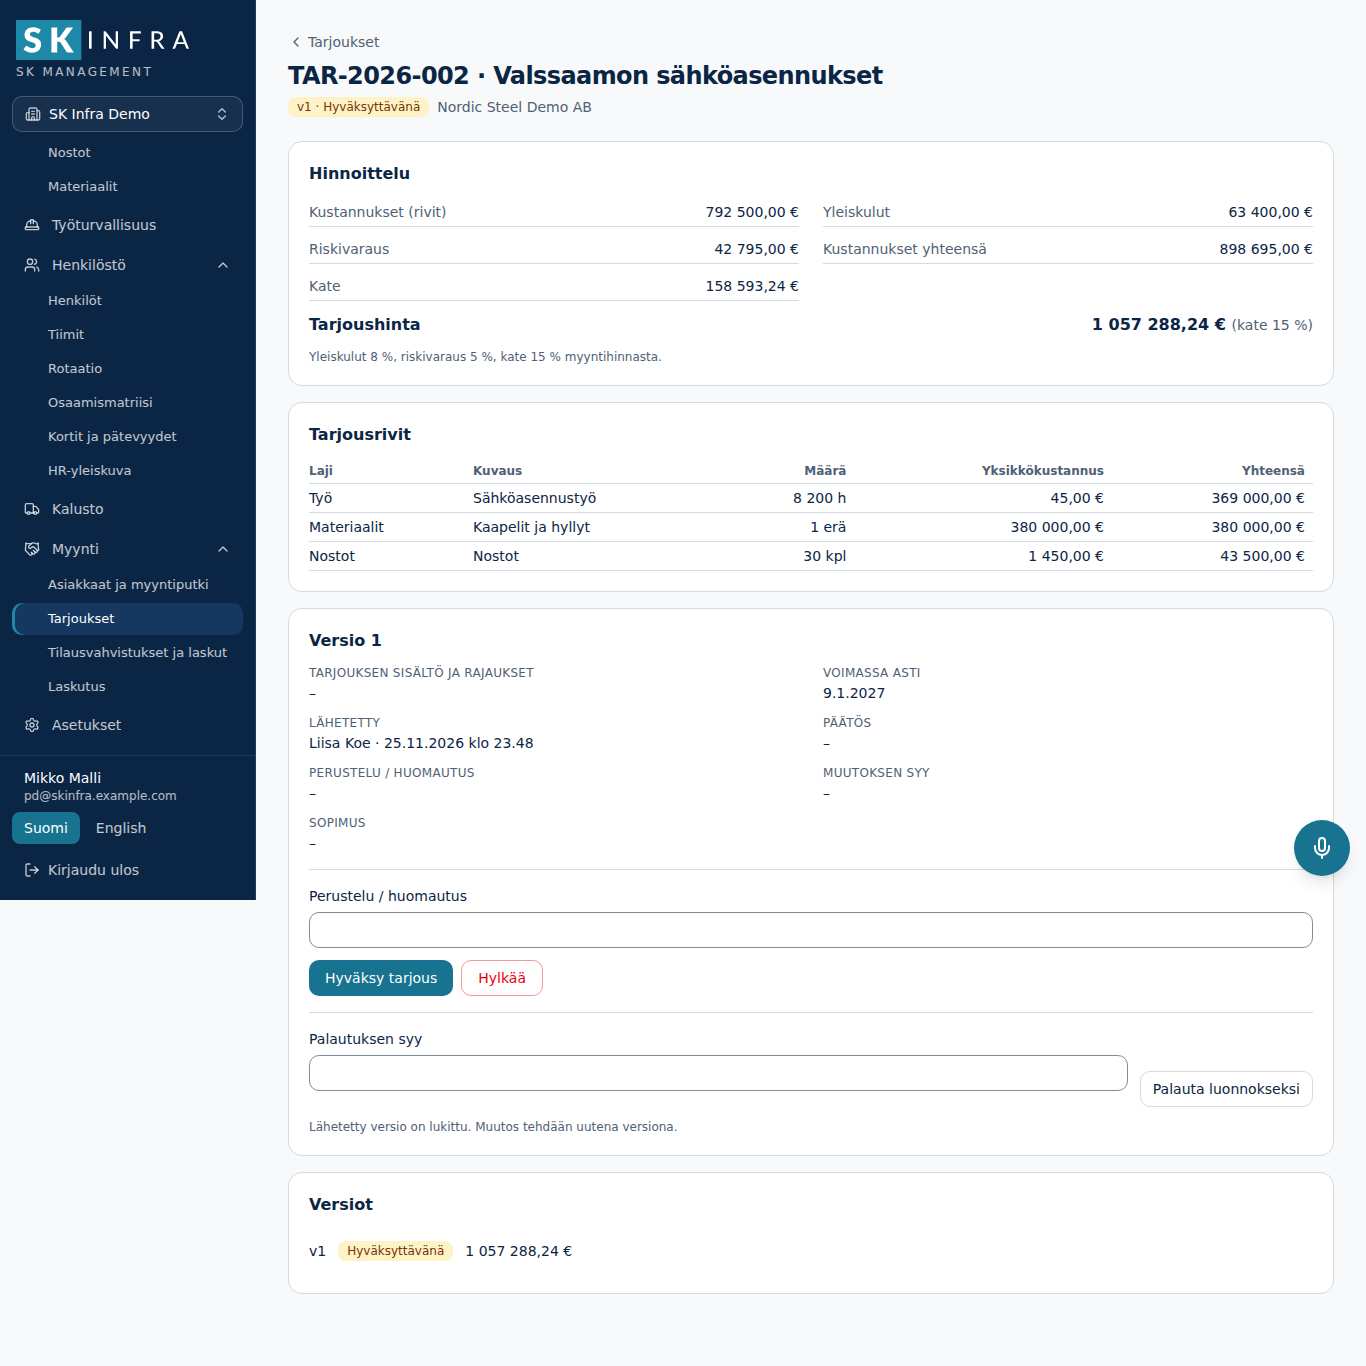 SK INFRA
SK MANAGEMENT
SK Infra Demo
Nostot
Materiaalit
Työturvallisuus
Henkilöstö
Henkilöt
Tiimit
Rotaatio
Osaamismatriisi
Kortit ja pätevyydet
HR-yleiskuva
Kalusto
Myynti
Asiakkaat ja myyntiputki
Tarjoukset
Tilausvahvistukset ja laskut
Laskutus
Asetukset
Mikko Malli
pd@skinfra.example.com
Suomi English
Kirjaudu ulos
Tarjoukset
TAR-2026-002 · Valssaamon sähköasennukset
v1 · Hyväksyttävänä Nordic Steel Demo AB
Hinnoittelu
Kustannukset (rivit) 792 500,00 € Yleiskulut 63 400,00 €
Riskivaraus 42 795,00 € Kustannukset yhteensä 898 695,00 €
Kate 158 593,24 €
Tarjoushinta 1 057 288,24 € (kate 15 %)
Yleiskulut 8 %, riskivaraus 5 %, kate 15 % myyntihinnasta.
Tarjousrivit
Laji Kuvaus Määrä Yksikkökustannus Yhteensä
Työ Sähköasennustyö 8 200 h 45,00 € 369 000,00 €
Materiaalit Kaapelit ja hyllyt 1 erä 380 000,00 € 380 000,00 €
Nostot Nostot 30 kpl 1 450,00 € 43 500,00 €
Versio 1
TARJOUKSEN SISÄLTÖ JA RAJAUKSET VOIMASSA ASTI
– 9.1.2027
LÄHETETTY PÄÄTÖS
Liisa Koe · 25.11.2026 klo 23.48 –
PERUSTELU / HUOMAUTUS MUUTOKSEN SYY
– –
SOPIMUS
–
Perustelu / huomautus
Hyväksy tarjous Hylkää
Palautuksen syy
Palauta luonnokseksi
Lähetetty versio on lukittu. Muutos tehdään uutena versiona.
Versiot
v1 Hyväksyttävänä 1 057 288,24 €